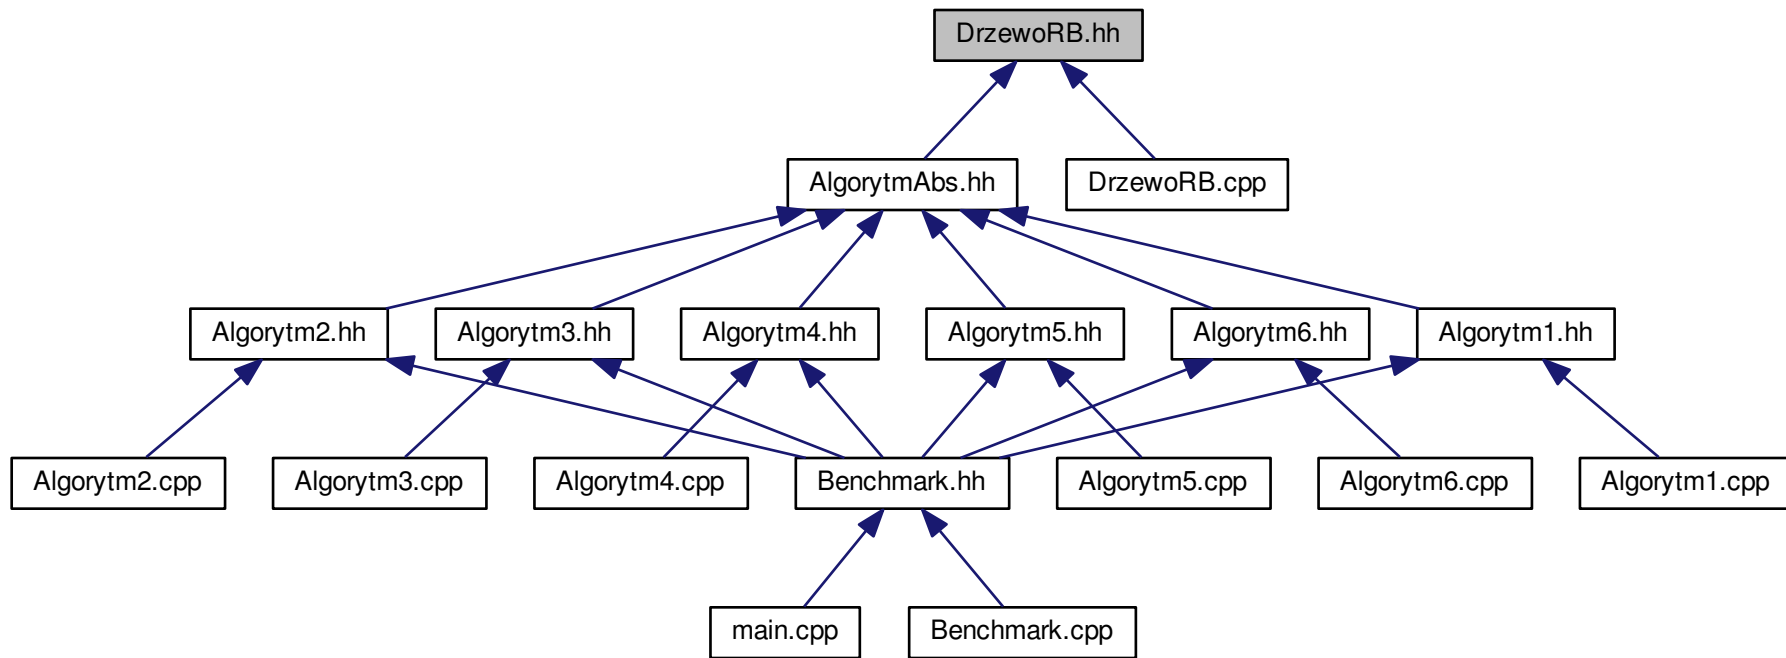 DrzewoRB.hh
AlgorytmAbs.hh
DrzewoRB.cpp
Algorytm2.hh
Algorytm3.hh
Algorytm4.hh
Algorytm5.hh
Algorytm6.hh
Algorytm1.hh
Algorytm2.cpp
Algorytm3.cpp
Algorytm4.cpp
Benchmark.hh
Algorytm5.cpp
Algorytm6.cpp
Algorytm1.cpp
main.cpp
Benchmark.cpp